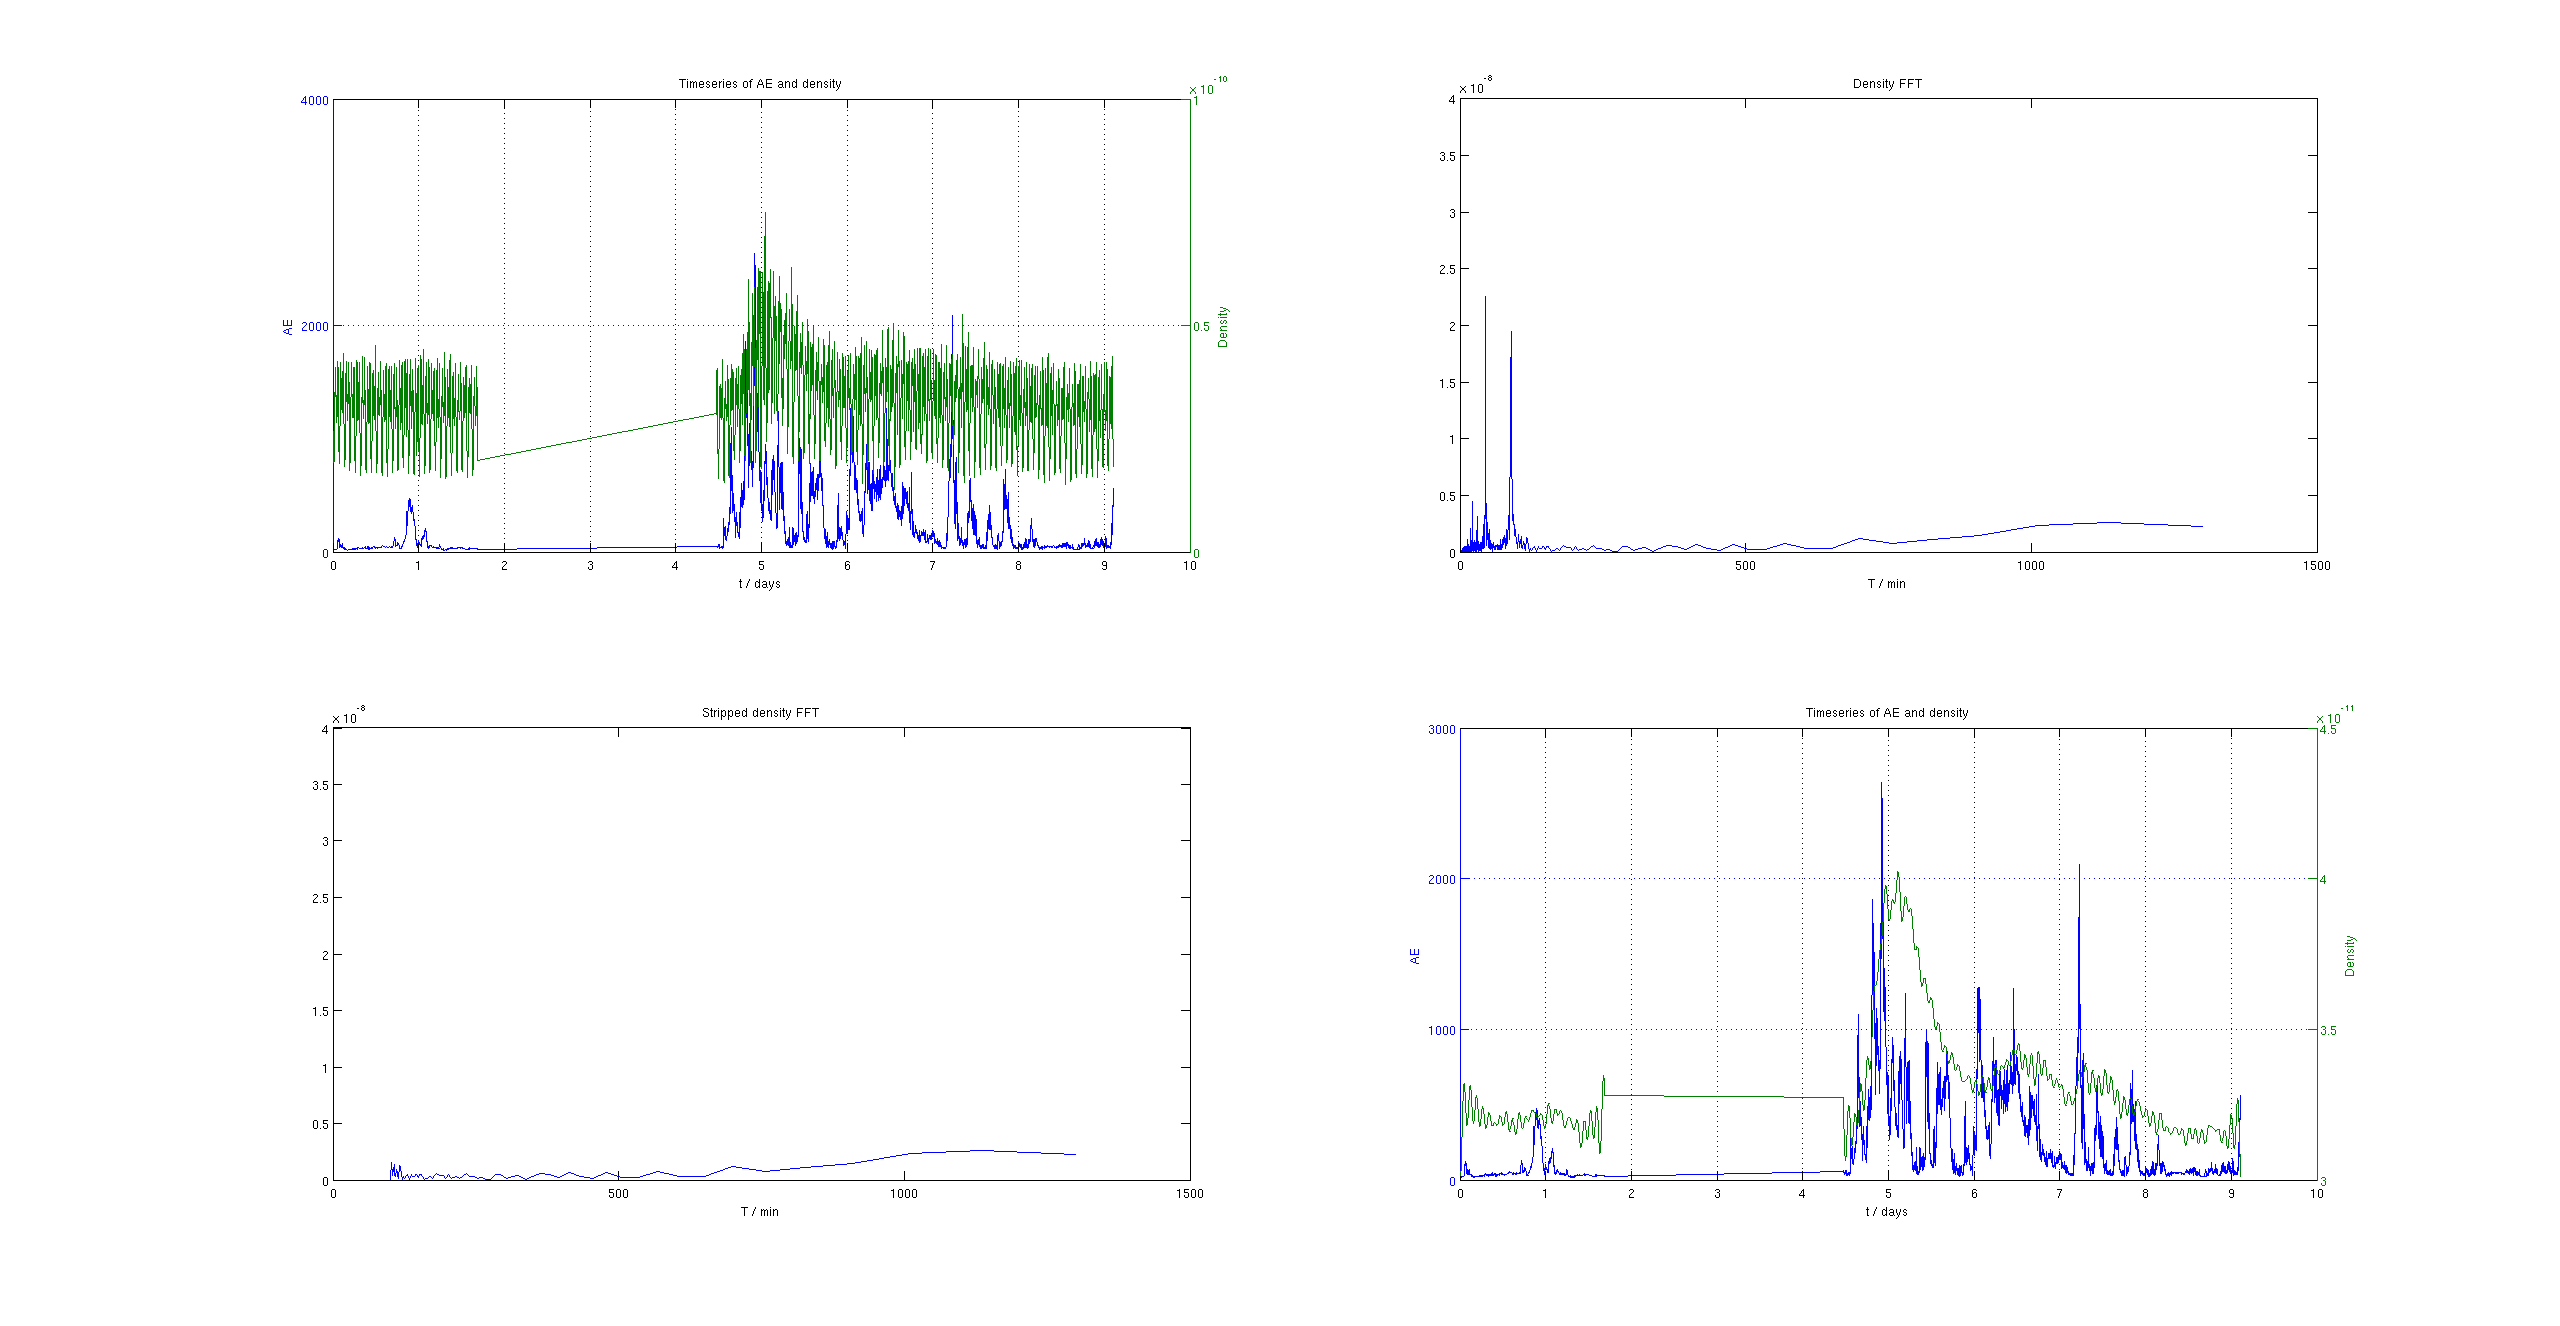 Timeseries of AE and density
×10^-10
4000
2000
0
1
0.5
0
AE
Density
0 1 2 3 4 5 6 7 8 9 10
t / days
Density FFT
×10^-8
4
3.5
3
2.5
2
1.5
1
0.5
0
0 500 1000 1500
T / min
Stripped density FFT
×10^-8
4
3.5
3
2.5
2
1.5
1
0.5
0
0 500 1000 1500
T / min
Timeseries of AE and density
×10^-11
3000
2000
1000
0
4.5
4
3.5
3
AE
Density
0 1 2 3 4 5 6 7 8 9 10
t / days